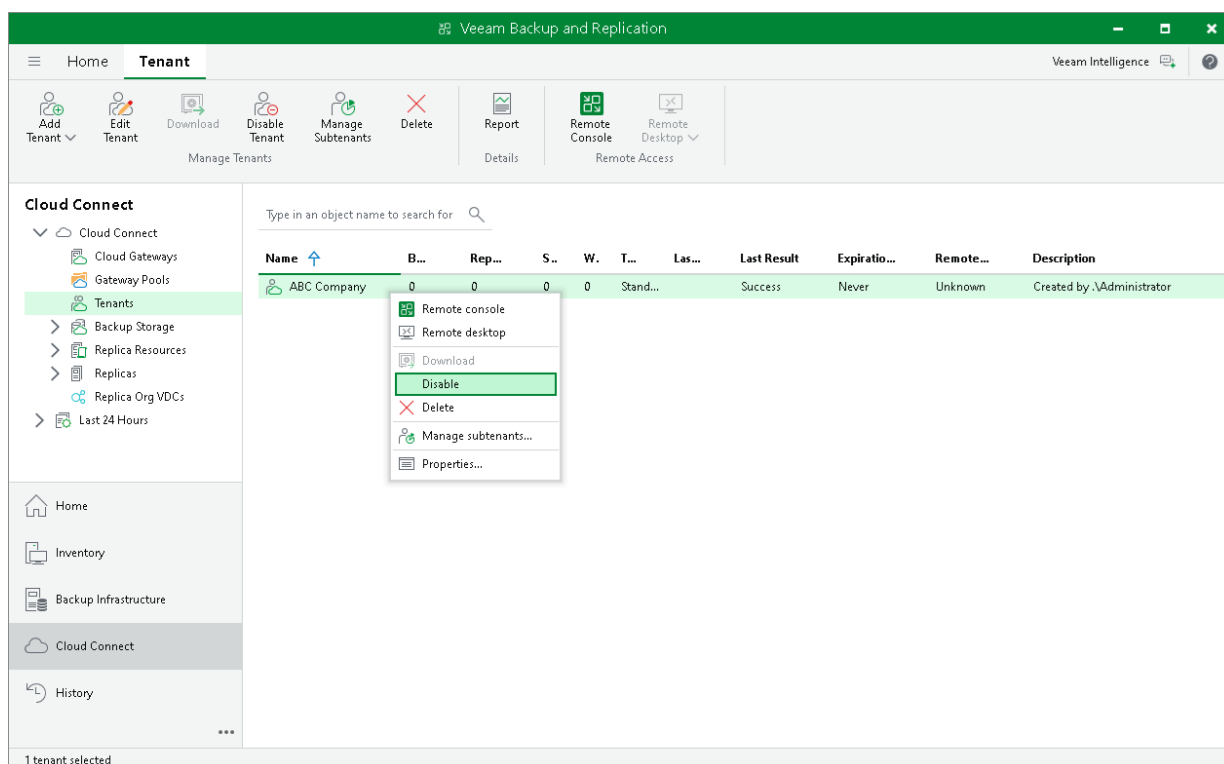 Veeam Backup and Replication
Home Tenant Veeam Intelligence
Add Tenant
Edit Tenant
Download
Disable Tenant
Manage Subtenants
Delete
Report
Remote Console
Remote Desktop
Manage Tenants Details Remote Access
Cloud Connect
Cloud Connect
Cloud Gateways
Gateway Pools
Tenants
Backup Storage
Replica Resources
Replicas
Replica Org VDCs
Last 24 Hours
Type in an object name to search for
Name B... Rep... S.. W. T... Las... Last Result Expiratio... Remote... Description
ABC Company 0 0 0 0 Stand... Success Never Unknown Created by .\Administrator
Remote console
Remote desktop
Download
Disable
Delete
Manage subtenants...
Properties...
Home
Inventory
Backup Infrastructure
Cloud Connect
History
1 tenant selected